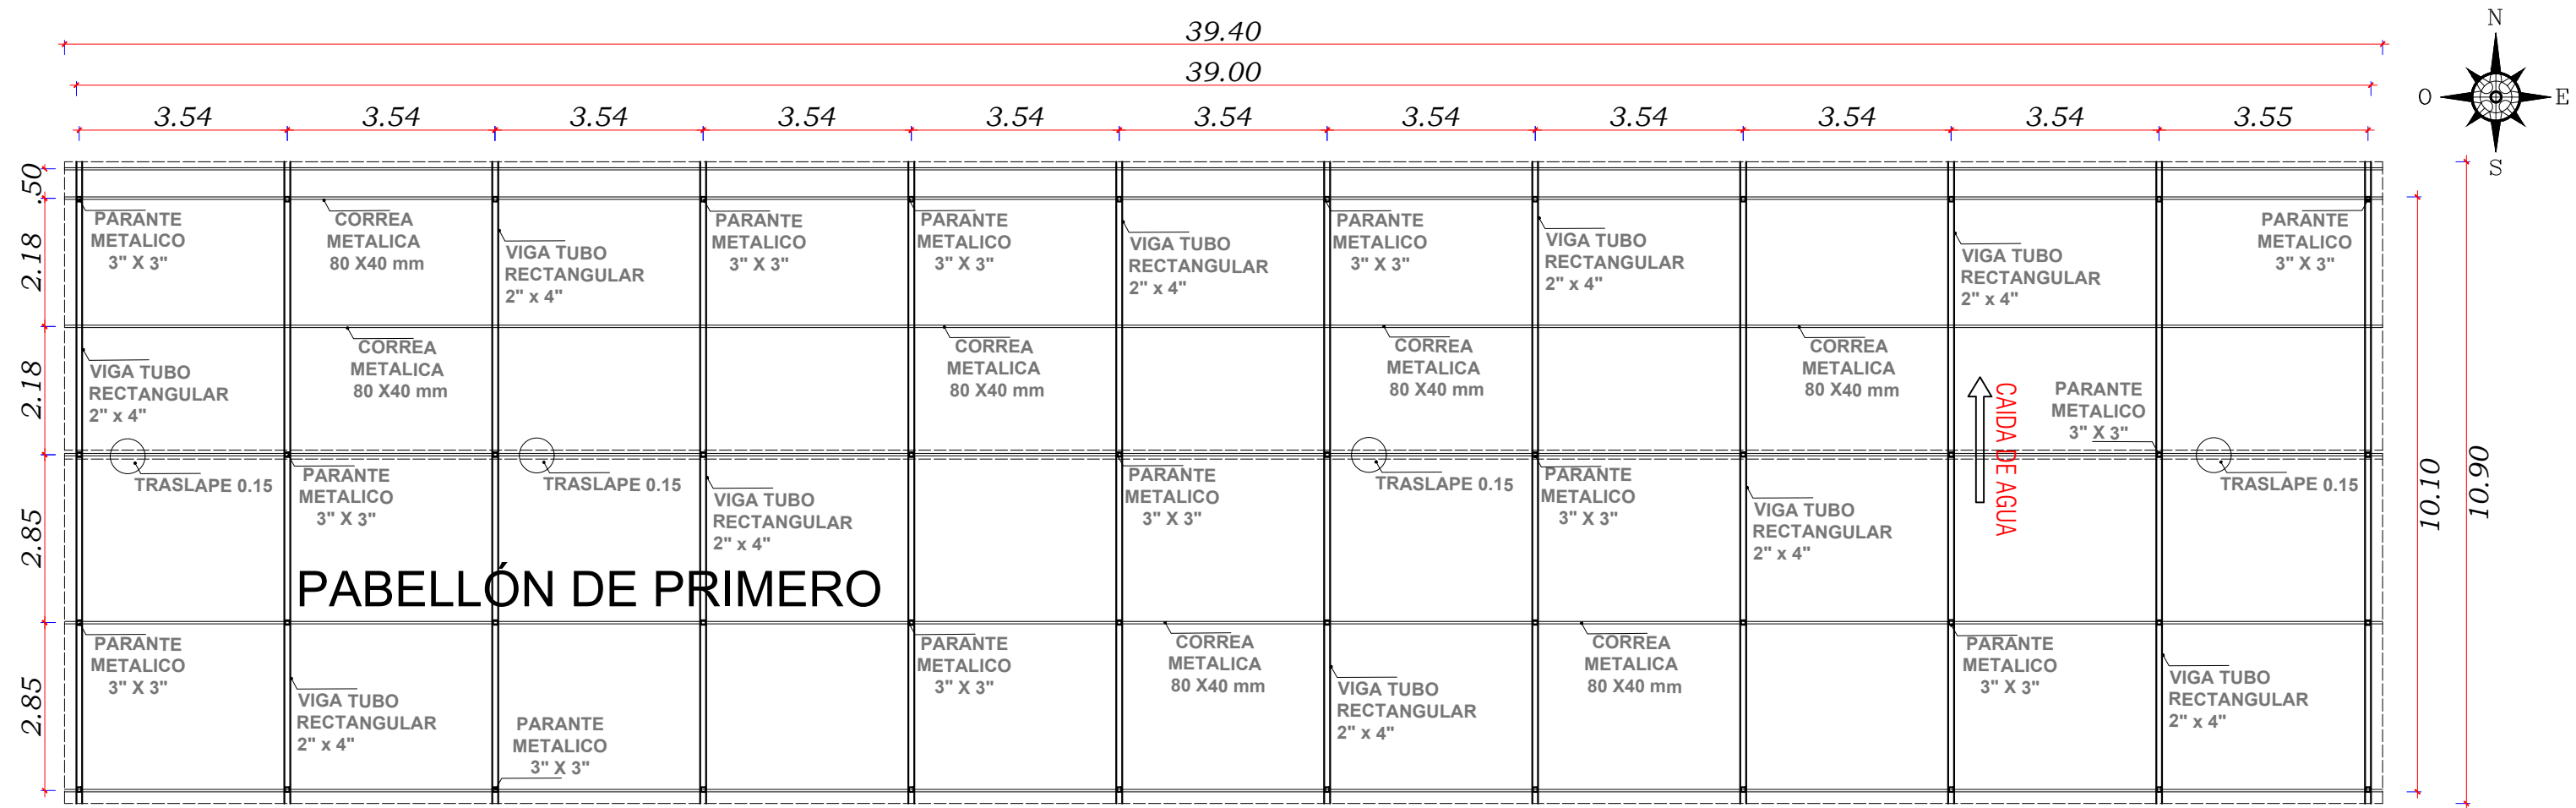 39.40
39.00
3.54
3.54
3.54
3.54
3.54
3.54
3.54
3.54
3.54
3.54
3.55
N
O
E
S
.50
2.18
2.18
2.85
2.85
10.10
10.90
PARANTE
METALICO
3" X 3"
CORREA
METALICA
80 X40 mm
VIGA TUBO
RECTANGULAR
2" x 4"
PARANTE
METALICO
3" X 3"
PARANTE
METALICO
3" X 3"
VIGA TUBO
RECTANGULAR
2" x 4"
PARANTE
METALICO
3" X 3"
VIGA TUBO
RECTANGULAR
2" x 4"
VIGA TUBO
RECTANGULAR
2" x 4"
PARANTE
METALICO
3" X 3"
VIGA TUBO
RECTANGULAR
2" x 4"
CORREA
METALICA
80 X40 mm
CORREA
METALICA
80 X40 mm
CORREA
METALICA
80 X40 mm
CORREA
METALICA
80 X40 mm
CAIDA DE AGUA
PARANTE
METALICO
3" X 3"
TRASLAPE 0.15
PARANTE
METALICO
3" X 3"
TRASLAPE 0.15
VIGA TUBO
RECTANGULAR
2" x 4"
PARANTE
METALICO
3" X 3"
TRASLAPE 0.15
PARANTE
METALICO
3" X 3"
VIGA TUBO
RECTANGULAR
2" x 4"
TRASLAPE 0.15
PABELLÓN DE PRIMERO
PARANTE
METALICO
3" X 3"
VIGA TUBO
RECTANGULAR
2" x 4"
PARANTE
METALICO
3" X 3"
PARANTE
METALICO
3" X 3"
CORREA
METALICA
80 X40 mm
VIGA TUBO
RECTANGULAR
2" x 4"
CORREA
METALICA
80 X40 mm
PARANTE
METALICO
3" X 3"
VIGA TUBO
RECTANGULAR
2" x 4"